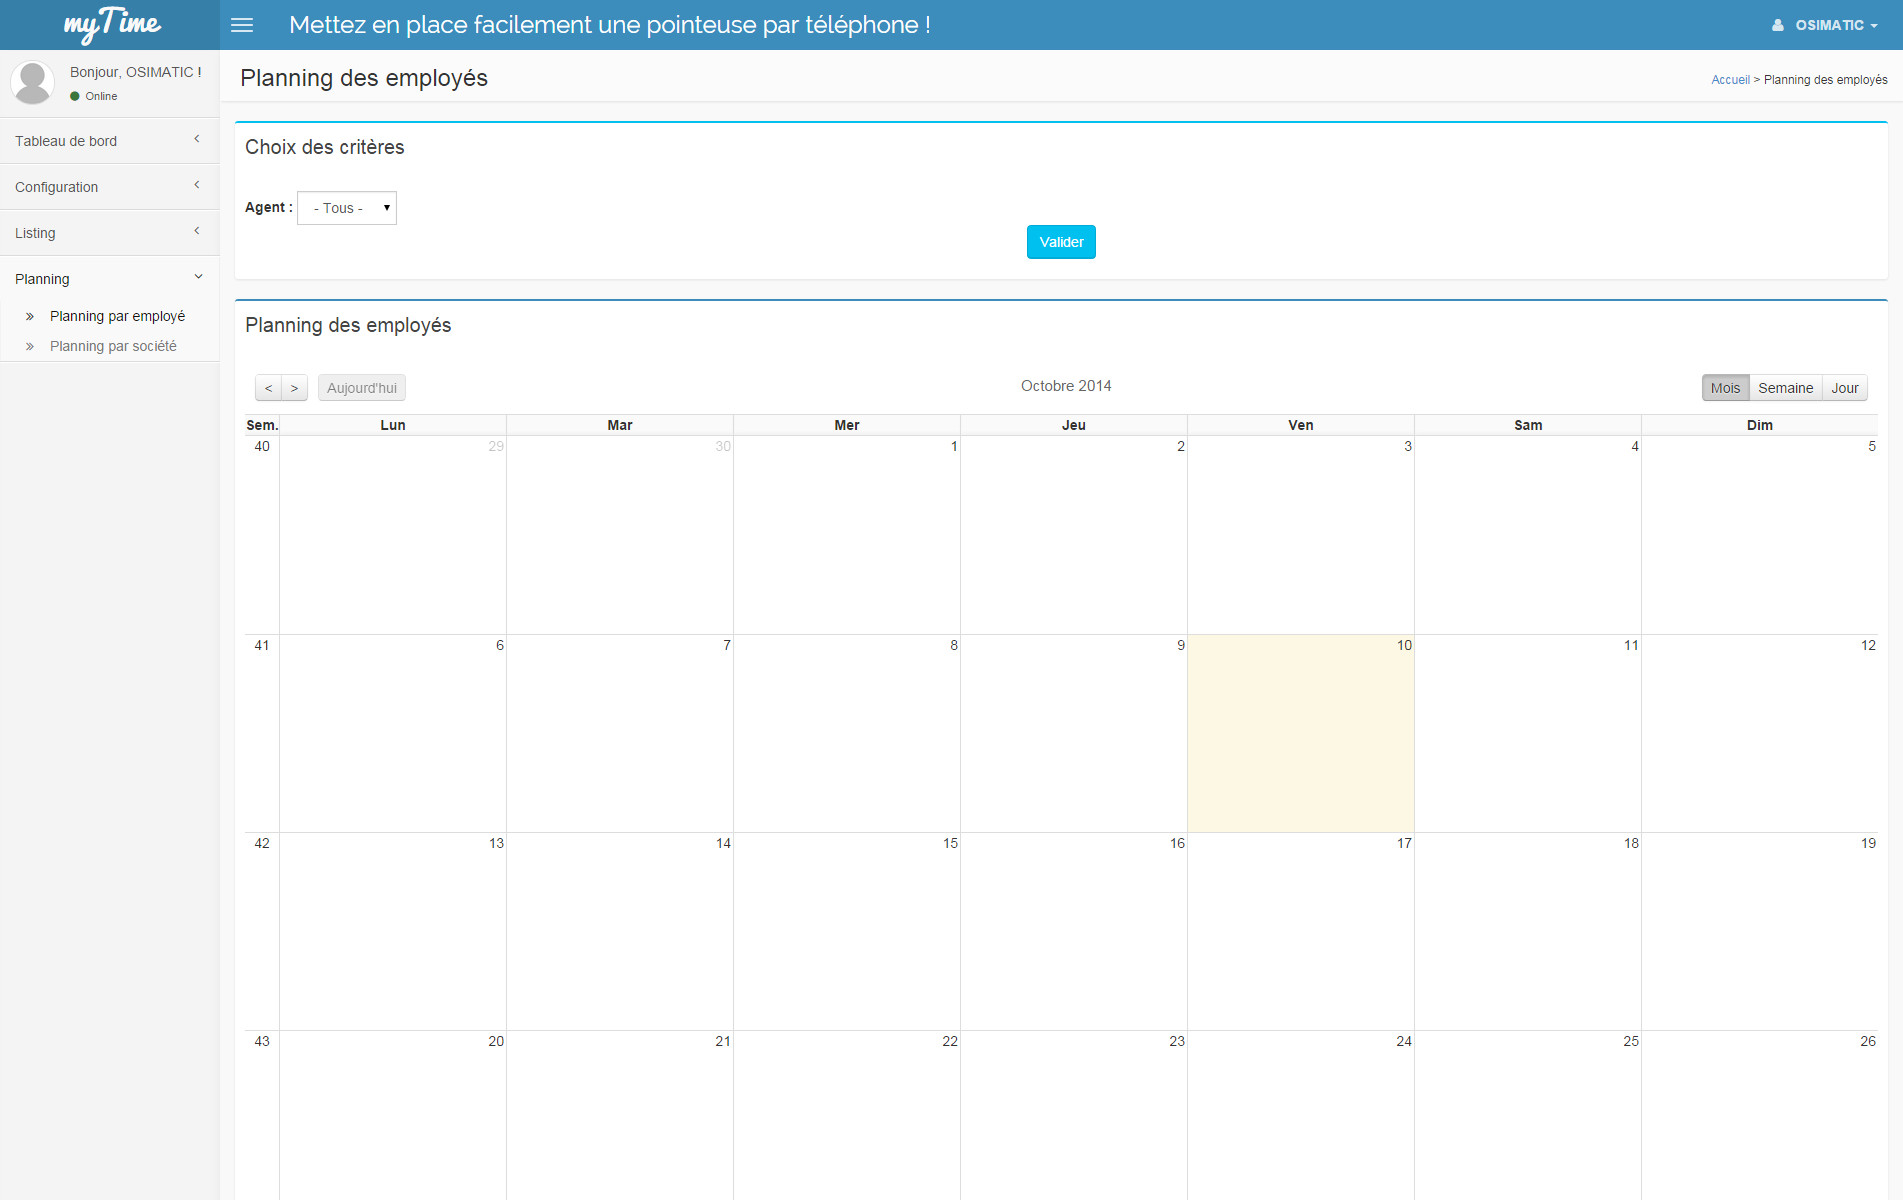 myTime
Mettez en place facilement une pointeuse par téléphone !
OSIMATIC
Bonjour, OSIMATIC !
Online
Tableau de bord
Configuration
Listing
Planning
» Planning par employé
» Planning par société
Planning des employés
Accueil > Planning des employés
Choix des critères
Agent : - Tous -
Valider
Planning des employés
< > Aujourd'hui
Octobre 2014
Mois Semaine Jour
Sem. Lun Mar Mer Jeu Ven Sam Dim
40 29 30 1 2 3 4 5
41 6 7 8 9 10 11 12
42 13 14 15 16 17 18 19
43 20 21 22 23 24 25 26